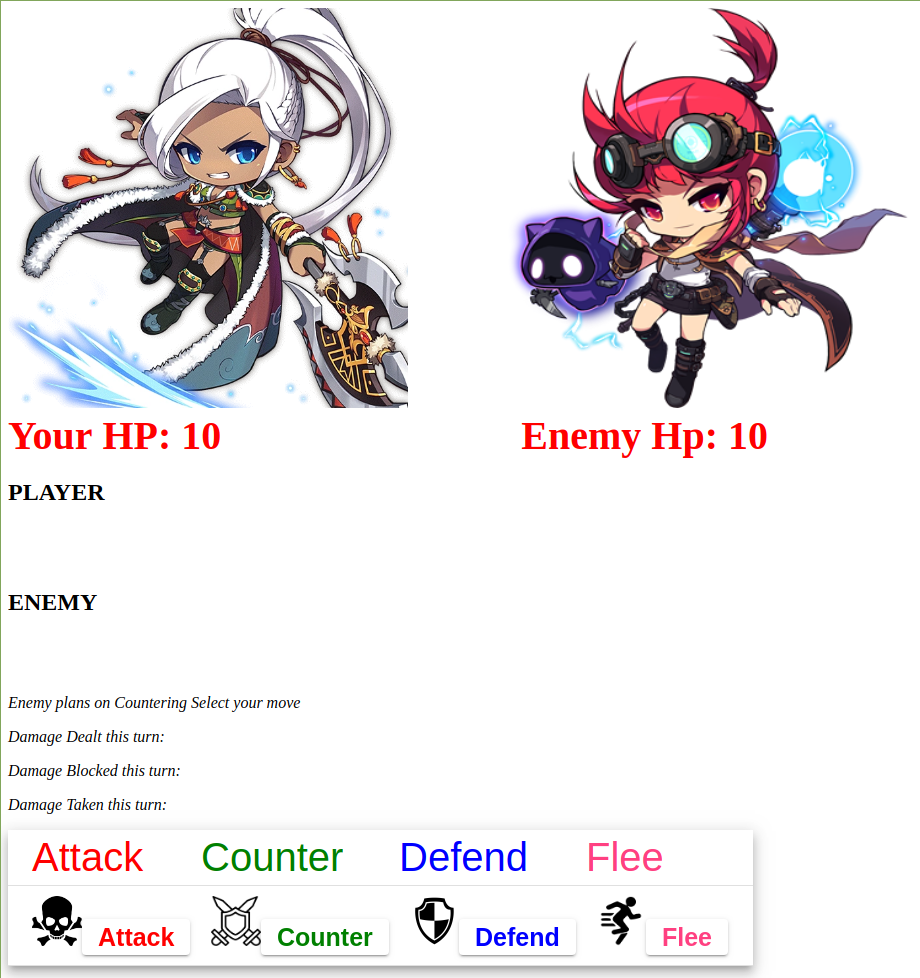 Your HP: 10 Enemy Hp: 10
PLAYER
ENEMY
Enemy plans on Countering Select your move
Damage Dealt this turn:
Damage Blocked this turn:
Damage Taken this turn:
Attack Counter Defend Flee
Attack Counter Defend Flee